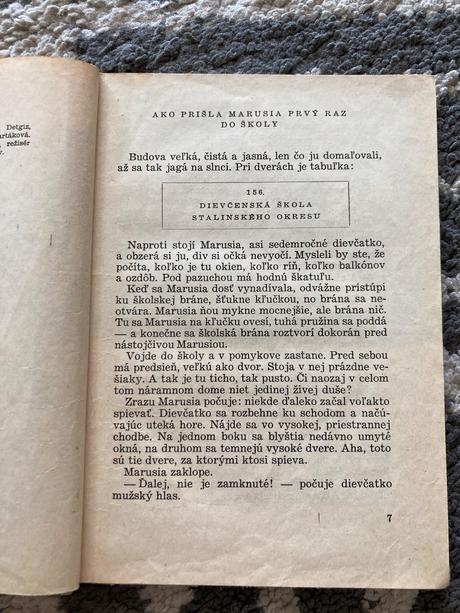 Detgiz,
artáková.
režisér
y.
AKO PRIŠLA MARUSIA PRVÝ RAZ
DO ŠKOLY
Budova veľká, čistá a jasná, len čo ju domaľovali,
až sa tak jagá na slnci. Pri dverách je tabuľka:
156.
DIEVČENSKÁ ŠKOLA
STALINSKÉHO OKRESU
Naproti stojí Marusia, asi sedemročné dievčatko,
a obzerá si ju, div si očká nevyočí. Mysleli by ste, že
počíta, koľko je tu okien, koľko ríň, koľko balkónov
a ozdôb. Pod pazuchou má hodnú škatuľu.
Keď sa Marusia dosť vynadívala, odvážne pristúpi
ku školskej bráne, šťukne kľučkou, no brána sa ne-
otvára. Marusia ňou mykne mocnejšie, ale brána nič.
Tu sa Marusia na kľučku ovesí, tuhá pružina sa poddá
— a konečne sa školská brána roztvorí dokorán pred
nástojčivou Marusiou.
Vojde do školy a v pomykove zastane. Pred sebou
má predsieň, veľkú ako dvor. Stoja v nej prázdne ve-
šiaky. A tak je tu ticho, tak pusto. Či naozaj v celom
tom náramnom dome niet jedinej živej duše?
Zrazu Marusia počuje: niekde ďaleko začal voľakto
spievať. Dievčatko sa rozbehne ku schodom a načú-
vajúc uteká hore. Nájde sa vo vysokej, priestrannej
chodbe. Na jednom boku sa blyštia nedávno umyté
okná, na druhom sa temnejú vysoké dvere. Aha, toto
sú tie dvere, za ktorými ktosi spieva.
Marusia zaklope.
— Ďalej, nie je zamknuté! — počuje dievčatko
mužský hlas.
7